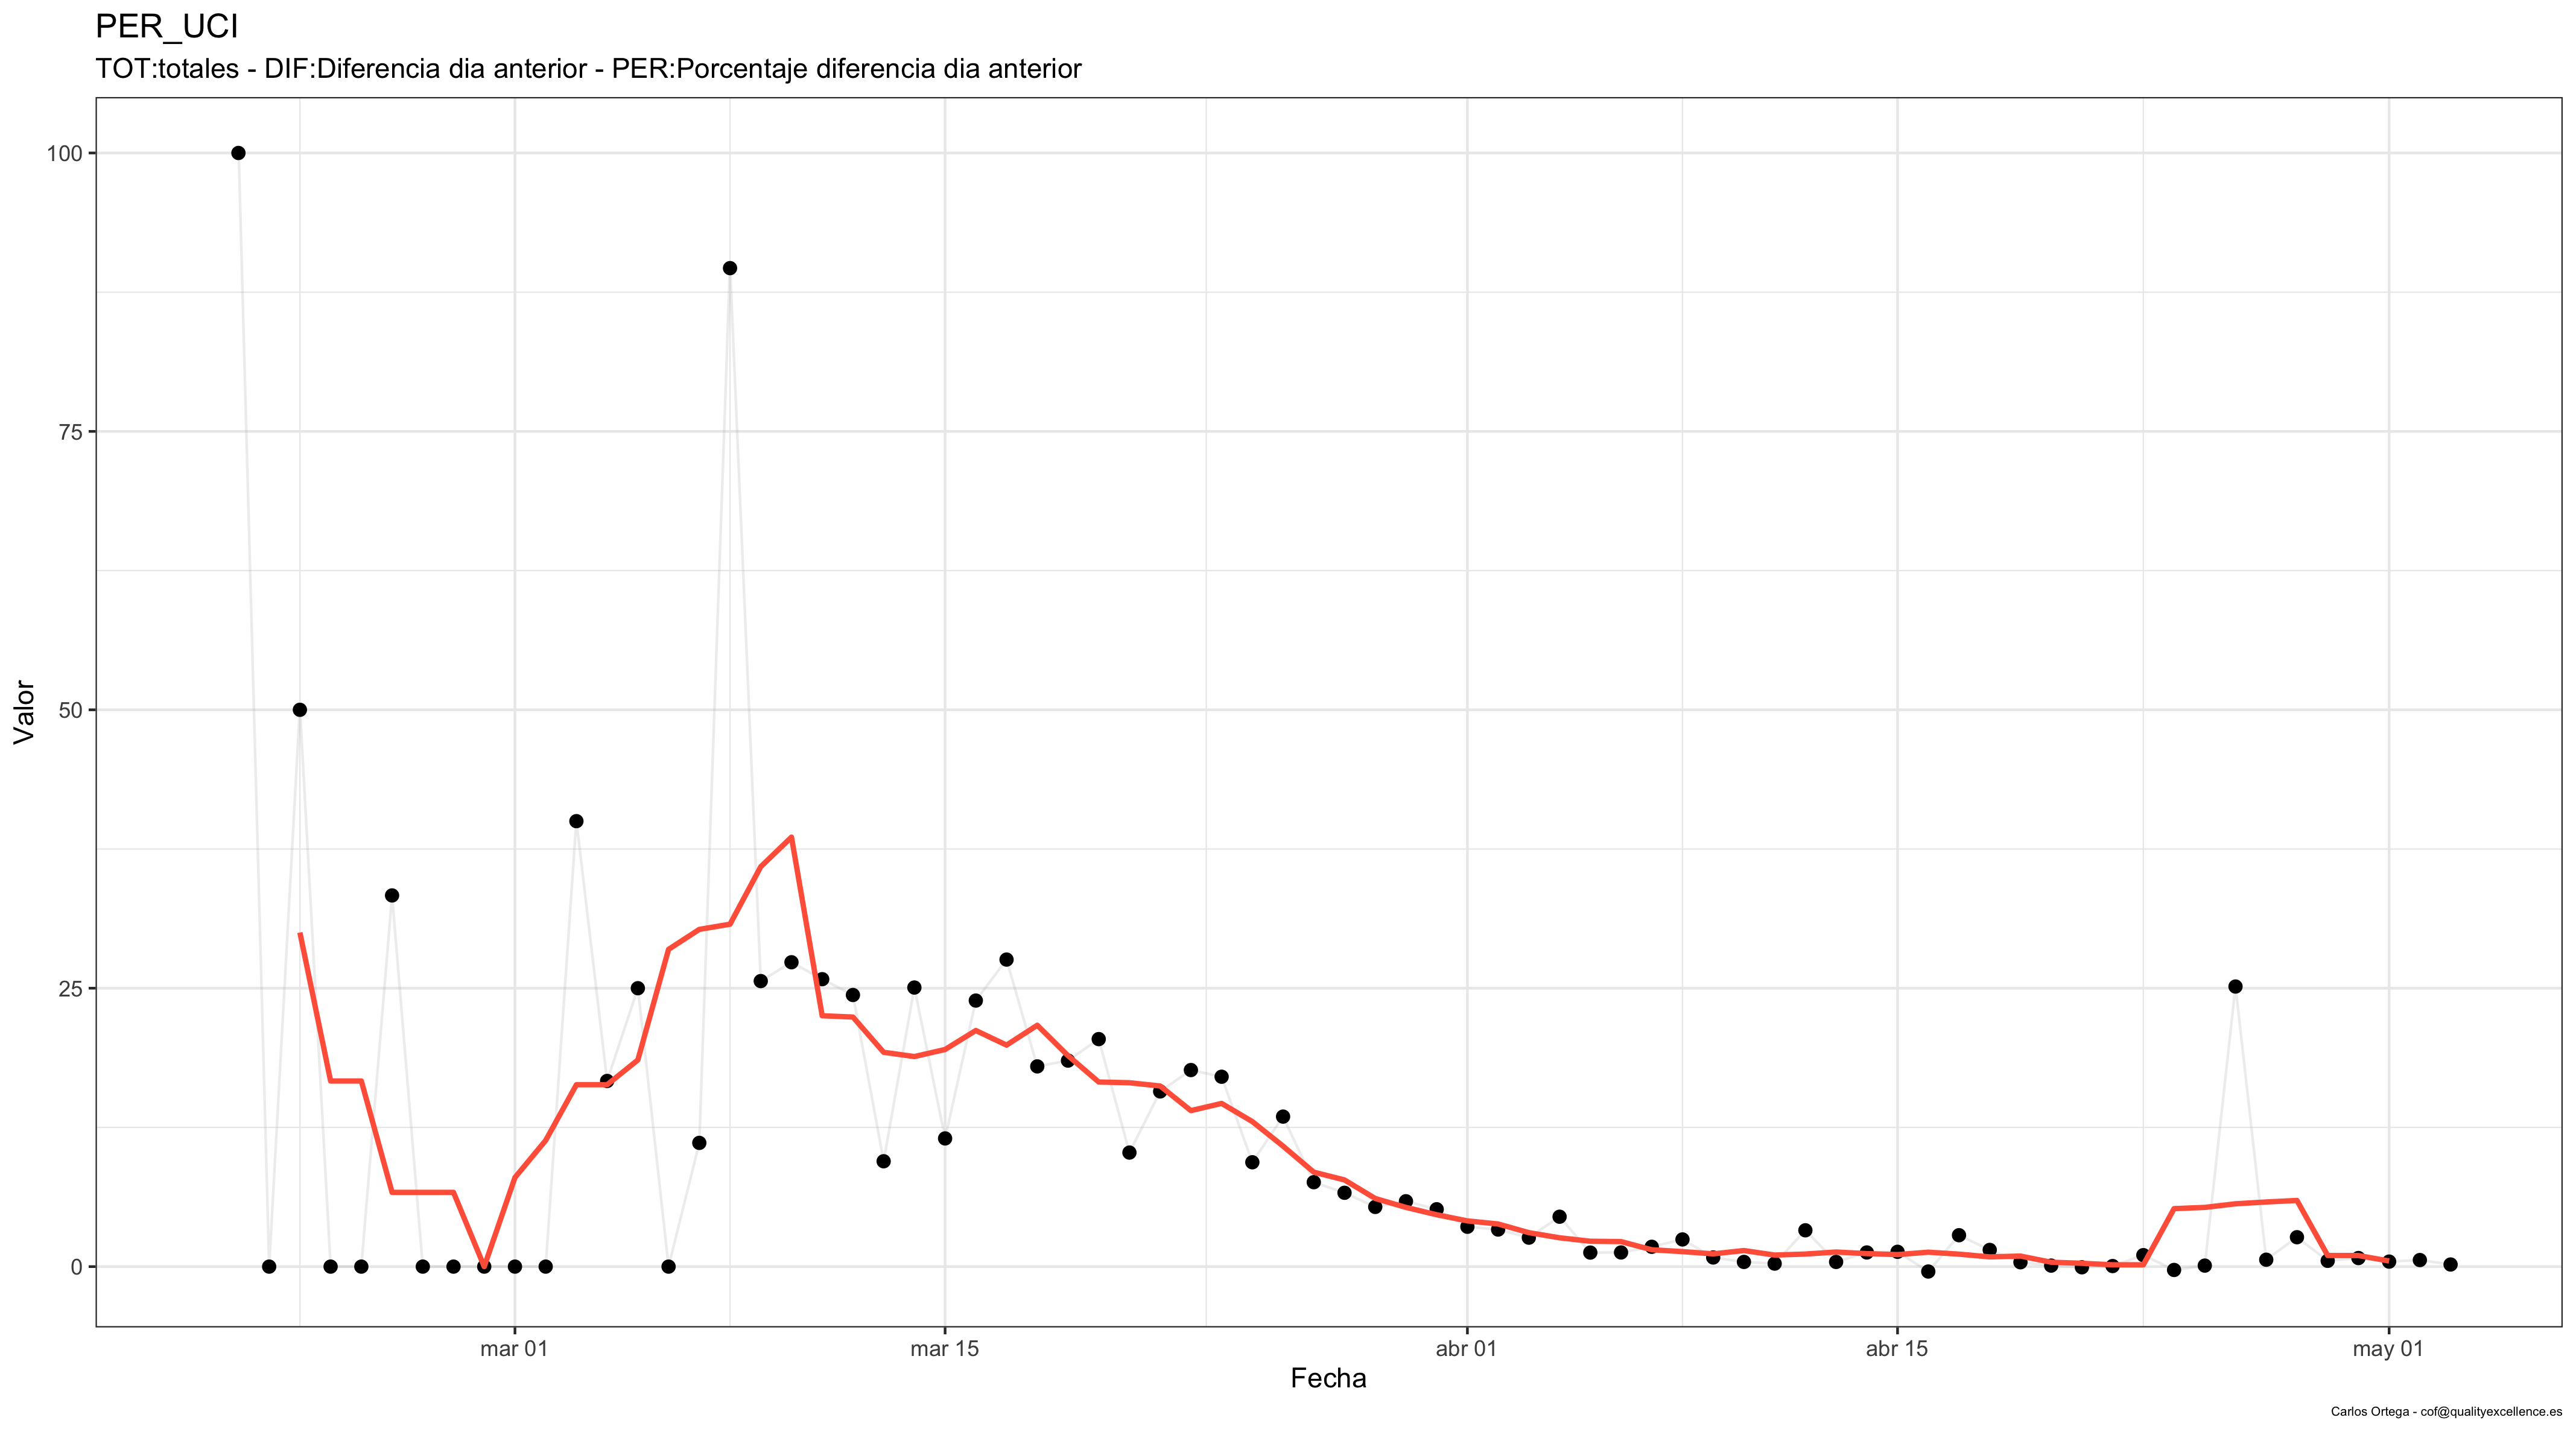 PER_UCI
TOT:totales - DIF:Diferencia dia anterior - PER:Porcentaje diferencia dia anterior
100
75
50
25
0
Valor
mar 01
mar 15
abr 01
abr 15
may 01
Fecha
Carlos Ortega - cof@qualityexcellence.es